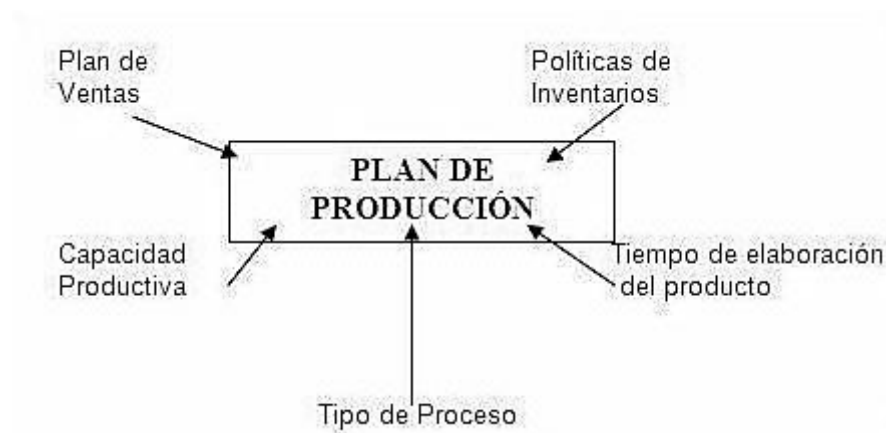 Plan de
Ventas
Políticas de
Inventarios
PLAN DE
PRODUCCIÓN
Capacidad
Productiva
Tiempo de elaboración
del producto
Tipo de Proceso